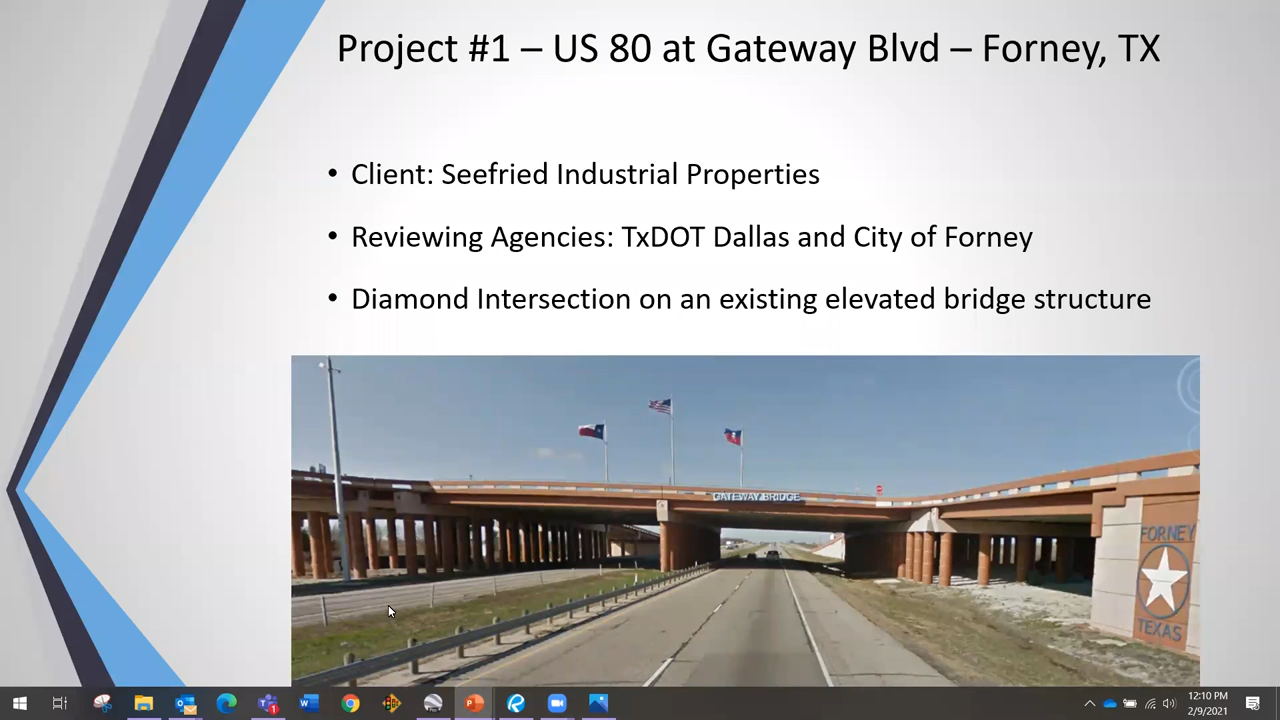 Project #1 – US 80 at Gateway Blvd – Forney, TX
• Client: Seefried Industrial Properties
• Reviewing Agencies: TxDOT Dallas and City of Forney
• Diamond Intersection on an existing elevated bridge structure
GATEWAY BRIDGE
FORNEY
TEXAS
12:10 PM
2/9/2021